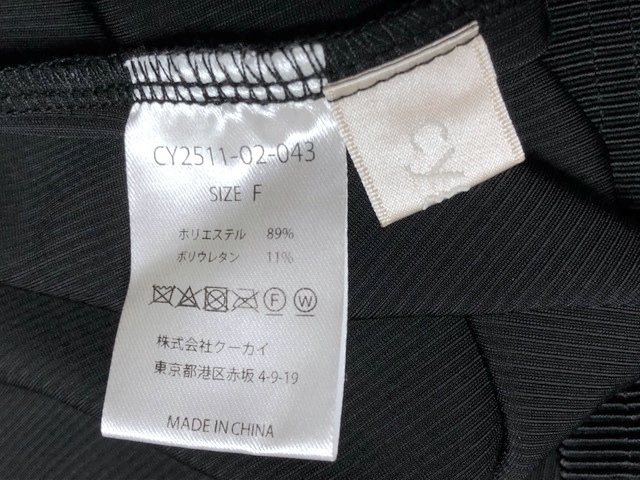 CY2511-02-043
SIZE F
ポリエステル 89%
ポリウレタン 11%
F W
株式会社クーカイ
東京都港区赤坂 4-9-19
MADE IN CHINA